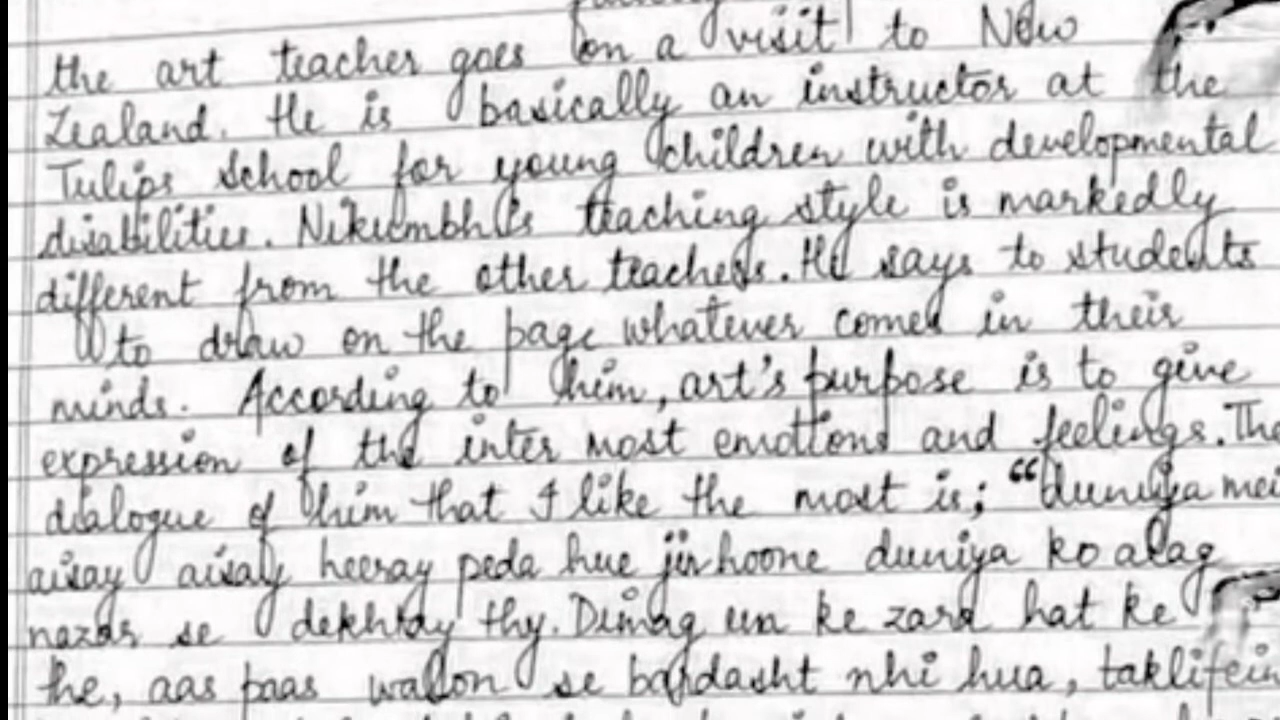 the art teacher goes on a visit to New
Zealand. He is basically an instructor at the
Tulips School for young children with developmental
disabilities. Nikumbh's teaching style is markedly
different from the other teachers. He says to students
to draw on the page whatever comes in their
minds. According to him, art's purpose is to give
expression of the inter most emotions and feelings. The
dialogue of him that I like the most is; "duniya mei
aisay aisay heeray peda hue jinhoone duniya ko alag
nazar se dekhtay thy. Dimag un ke zara hat ke
the, aas paas walon se bardasht nhi hua, taklifein